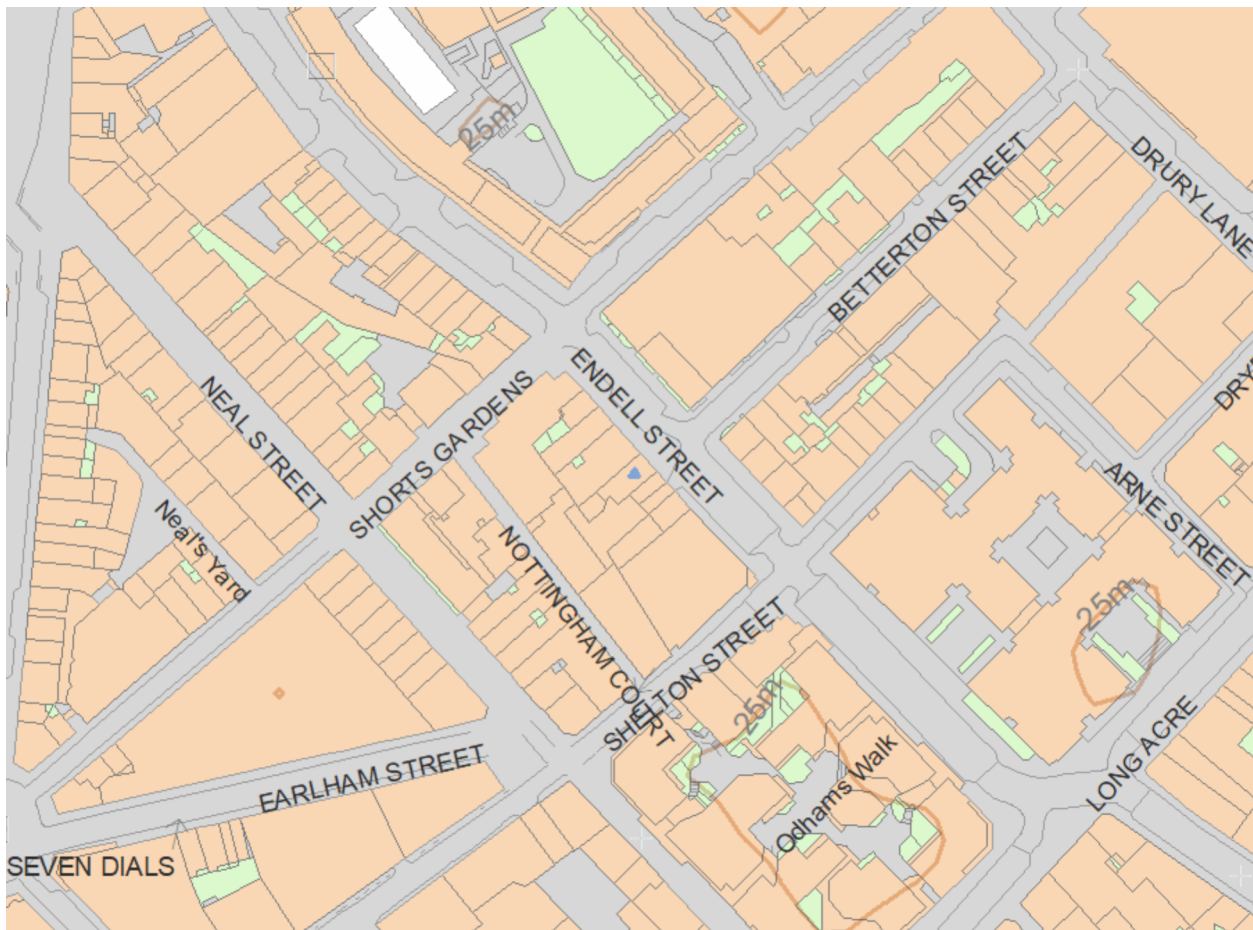 25m
DRURY LANE
BETTERTON STREET
ENDELL STREET
NEAL STREET
SHORTS GARDENS
ARNE STREET
Neal's Yard
NOTTINGHAM COURT
25m
SHELTON STREET
25m
LONG ACRE
EARLHAM STREET
Odhams Walk
SEVEN DIALS